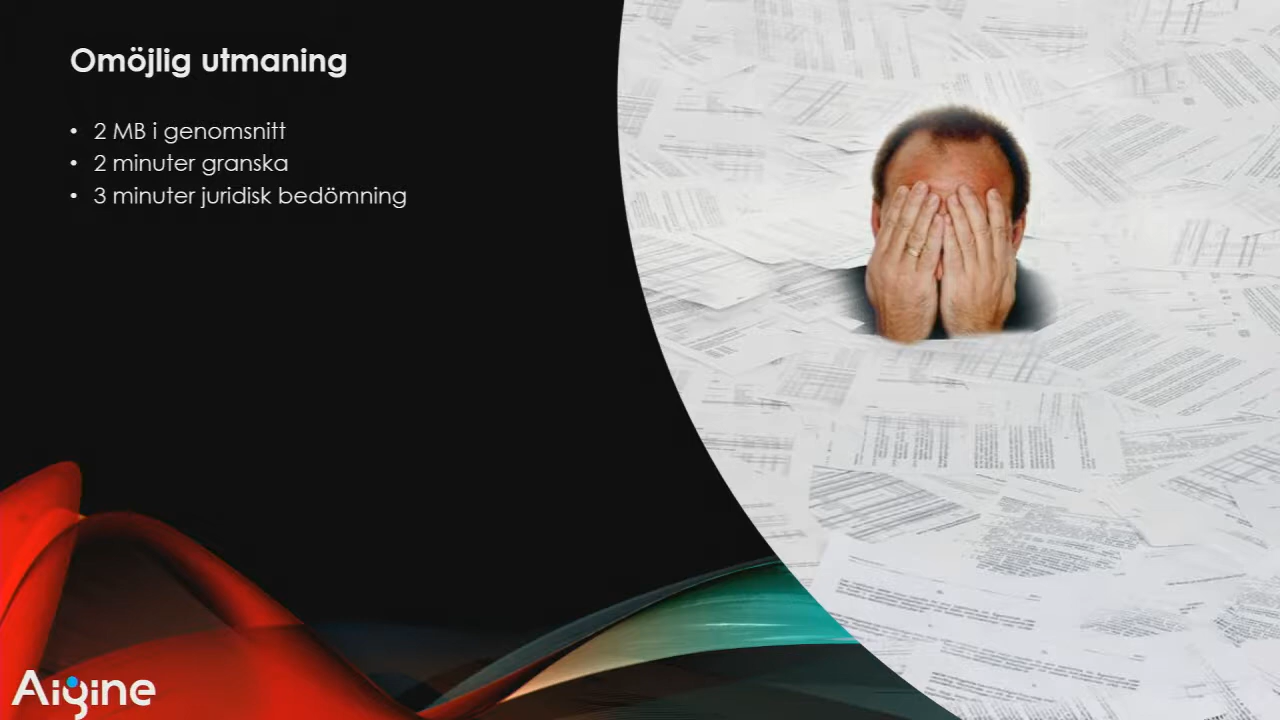 Omöjlig utmaning
• 2 MB i genomsnitt
• 2 minuter granska
• 3 minuter juridisk bedömning
Aigine